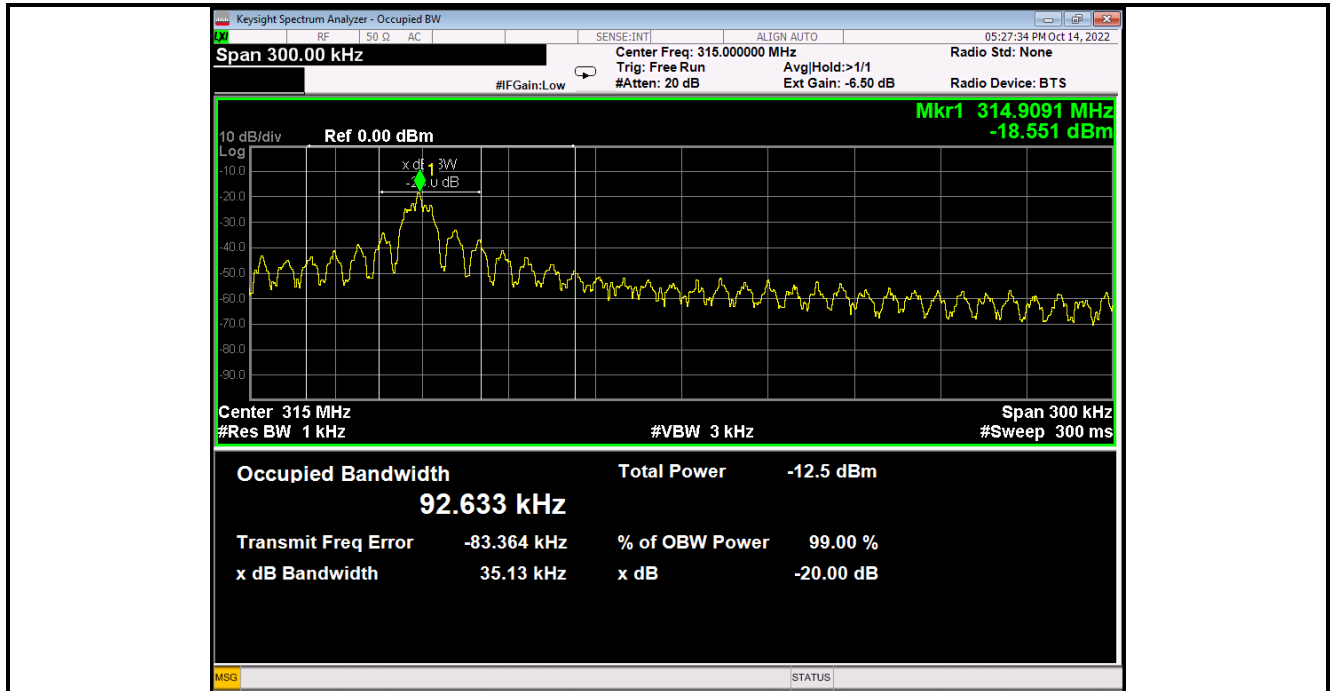 Keysight Spectrum Analyzer - Occupied BW
LXI RF 50 Ω AC SENSE:INT ALIGN AUTO 05:27:34 PM Oct 14, 2022
Span 300.00 kHz
Center Freq: 315.000000 MHz Radio Std: None
Trig: Free Run Avg|Hold:>1/1
#IFGain:Low #Atten: 20 dB Ext Gain: -6.50 dB Radio Device: BTS
Mkr1 314.9091 MHz
-18.551 dBm
10 dB/div Ref 0.00 dBm
Log
x dB BW
1
dB
-10.0
-20.0
-30.0
-40.0
-50.0
-60.0
-70.0
-80.0
-90.0
Center 315 MHz Span 300 kHz
#Res BW 1 kHz #VBW 3 kHz #Sweep 300 ms
Occupied Bandwidth Total Power -12.5 dBm
92.633 kHz
Transmit Freq Error -83.364 kHz % of OBW Power 99.00 %
x dB Bandwidth 35.13 kHz x dB -20.00 dB
MSG STATUS